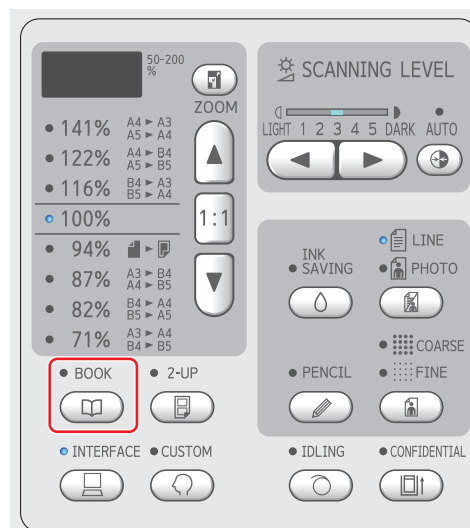 50-200
%
ZOOM
141% A4 ► A3
A5 ► A4
122% A4 ► B4
A5 ► B5
116% B4 ► A3
B5 ► A4
100%
1:1
94%
87% A3 ► B4
A4 ► B5
82% B4 ► A4
B5 ► A5
71% A3 ► A4
B4 ► B5
SCANNING LEVEL
LIGHT 1 2 3 4 5 DARK AUTO
INK
SAVING
LINE
PHOTO
COARSE
FINE
PENCIL
BOOK 2-UP
INTERFACE CUSTOM
IDLING CONFIDENTIAL